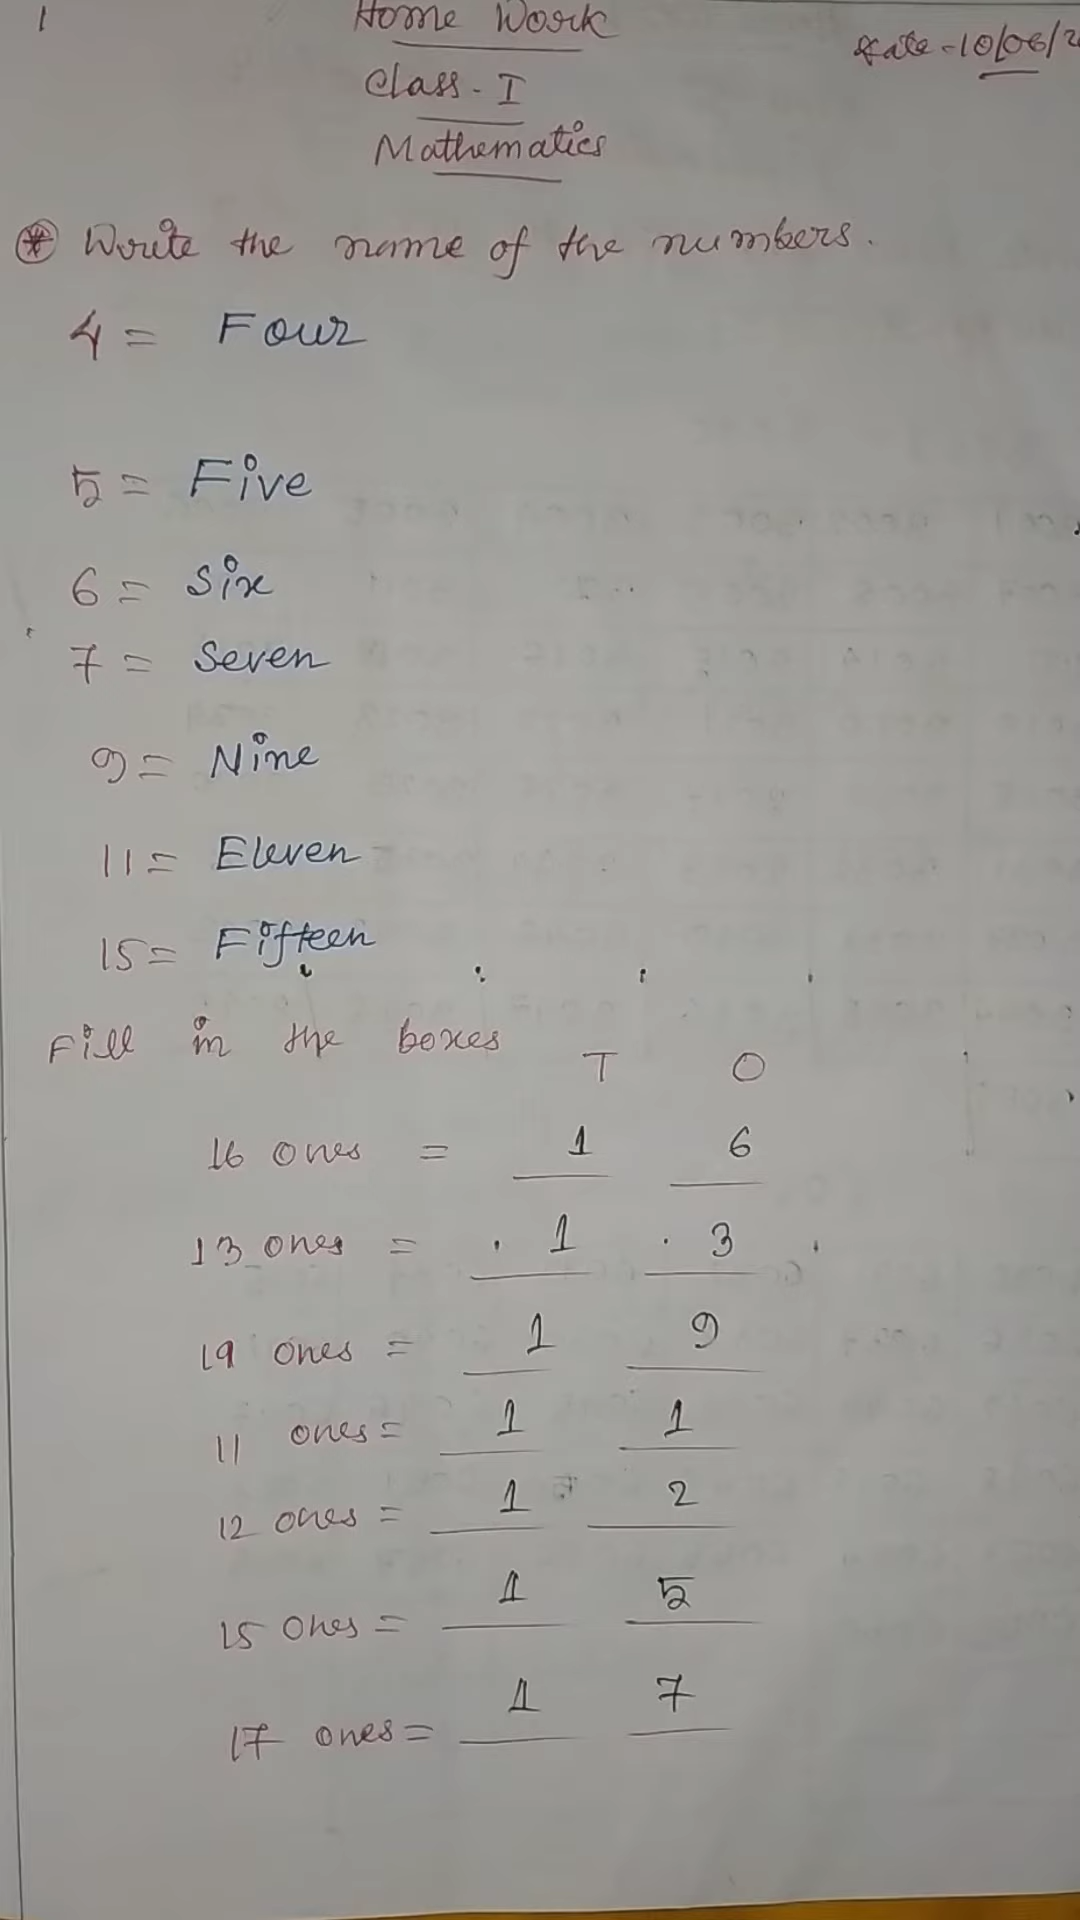 1
Home Work
Date -10/06/2
Class - I
Mathematics
Write the name of the numbers.
4 = Four
5 = Five
6 = Six
7 = Seven
9 = Nine
11 = Eleven
15 = Fifteen
Fill in the boxes
T O
16 ones = 1 6
13 ones = 1 3
19 ones = 1 9
11 ones = 1 1
12 ones = 1 2
15 ones = 1 5
17 ones = 1 7